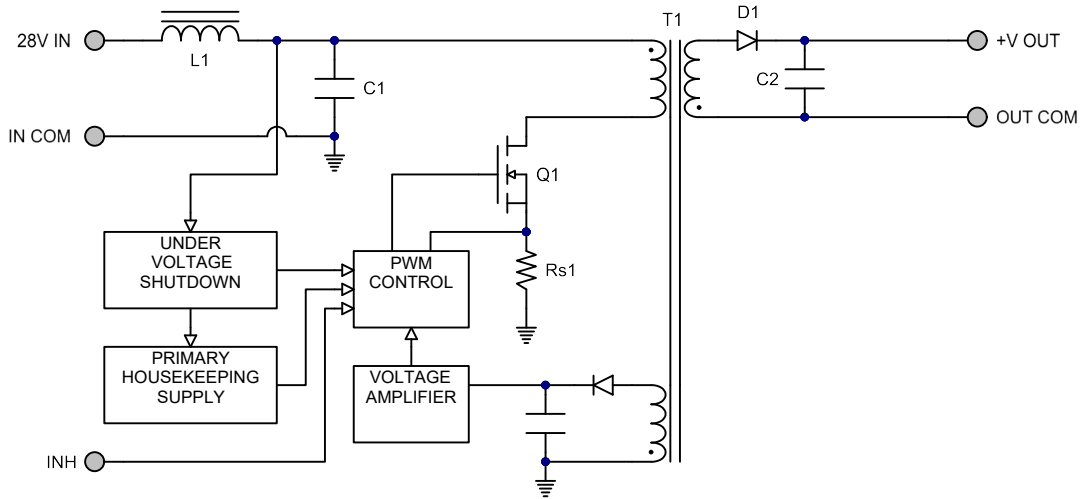 T1
D1
28V IN
+V OUT
L1
C1
C2
IN COM
OUT COM
Q1
UNDER
VOLTAGE
SHUTDOWN
PWM
CONTROL
Rs1
PRIMARY
HOUSEKEEPING
SUPPLY
VOLTAGE
AMPLIFIER
INH